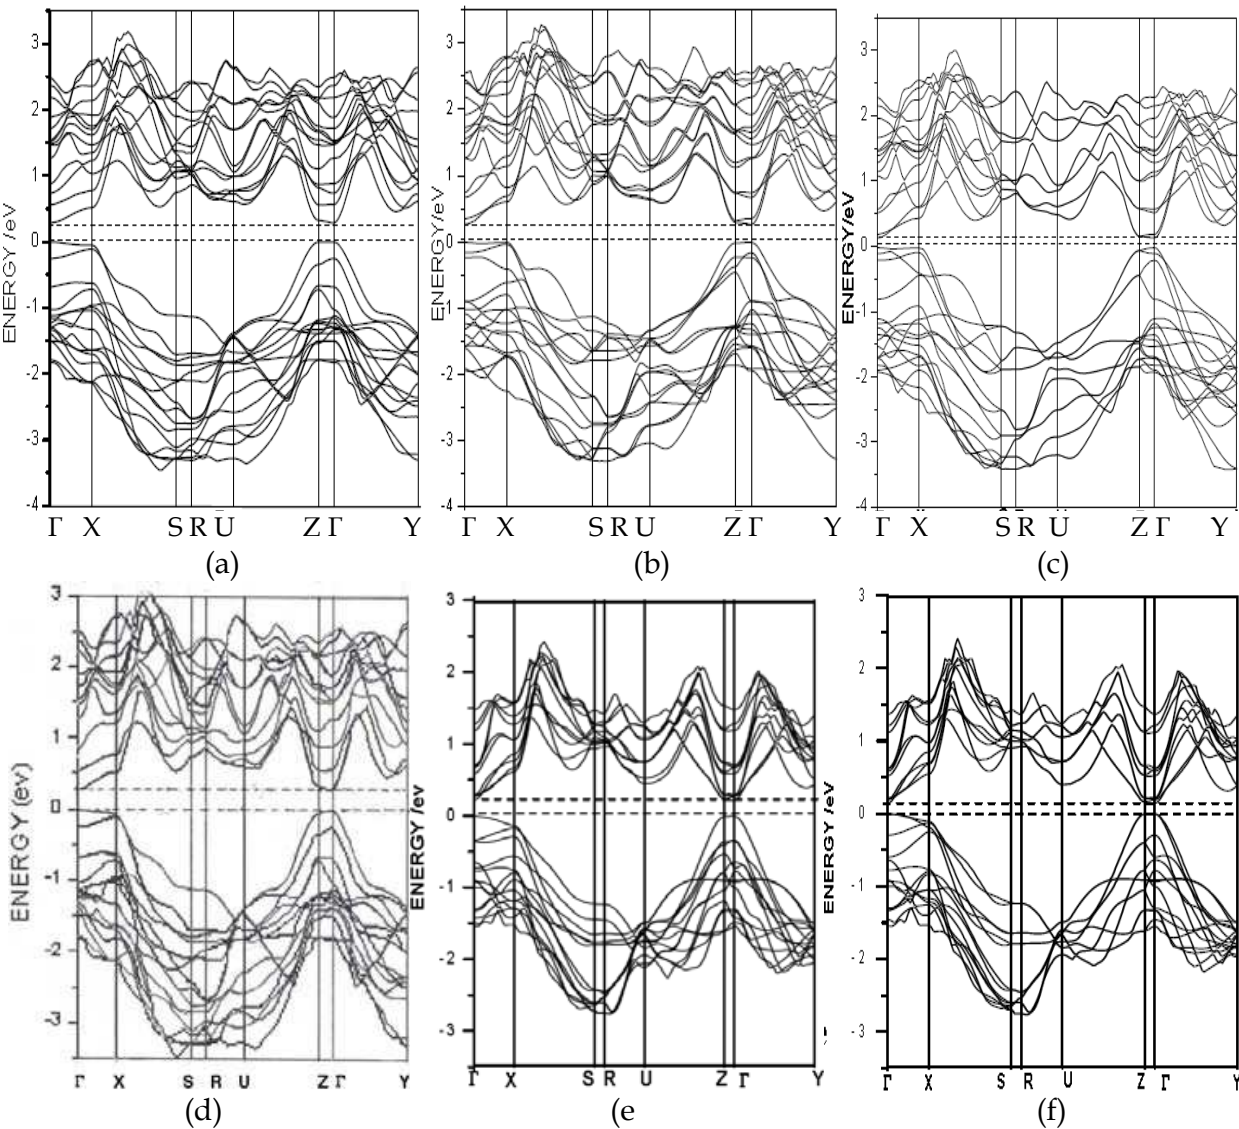 3
2
1
0
-1
-2
-3
-4
ENERGY /eV
Γ X S R U Z Γ Y
(a)
3
2
1
0
-1
-2
-3
-4
ENERGY/eV
Γ X S R U Z Γ Y
(b)
3
2
1
0
-1
-2
-3
-4
ENERGY/eV
Γ X S R U Z Γ Y
(c)
3
2
1
0
-1
-2
-3
ENERGY (ev)
Γ X S R U Z Γ Y
(d)
3
2
1
0
-1
-2
-3
ENERGY /ev
Γ X S R U Z Γ Y
(e
3
2
1
0
-1
-2
-3
ENERGY /eV
Γ X S R U Z Γ Y
(f)